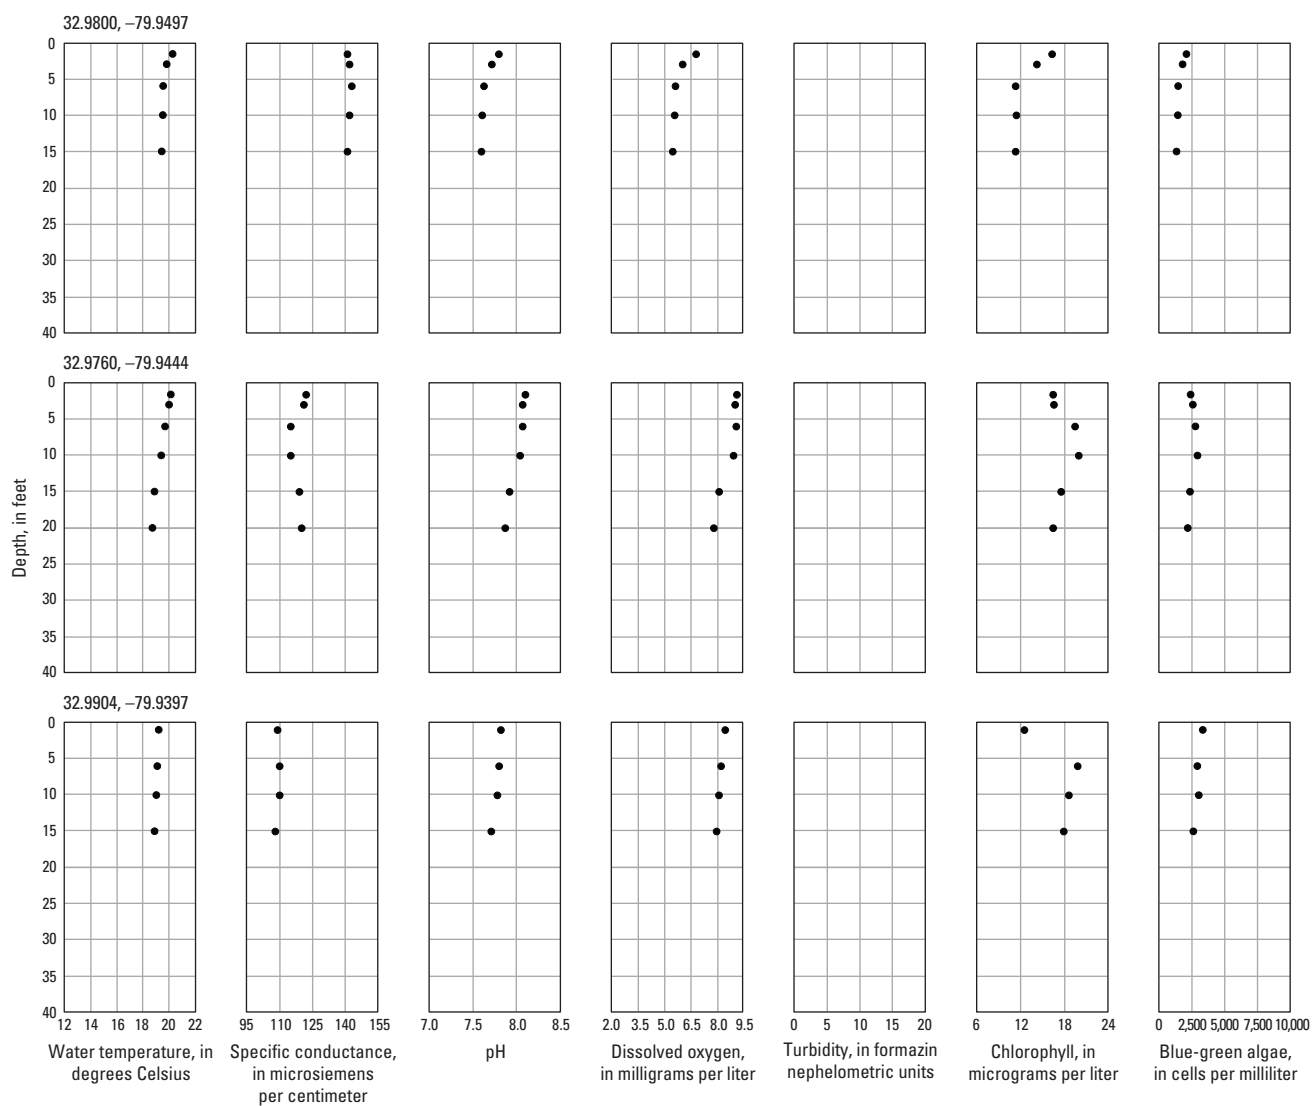 32.9800, –79.9497
0
5
10
15
20
25
30
35
40
32.9760, –79.9444
0
5
10
15
20
25
30
35
40
Depth, in feet
32.9904, –79.9397
0
5
10
15
20
25
30
35
40
12 14 16 18 20 22
95 110 125 140 155
7.0 7.5 8.0 8.5
2.0 3.5 5.0 6.5 8.0 9.5
0 5 10 15 20
6 12 18 24
0 2,500 5,000 7,500 10,000
Water temperature, in
degrees Celsius
Specific conductance,
in microsiemens
per centimeter
pH
Dissolved oxygen,
in milligrams per liter
Turbidity, in formazin
nephelometric units
Chlorophyll, in
micrograms per liter
Blue-green algae,
in cells per milliliter